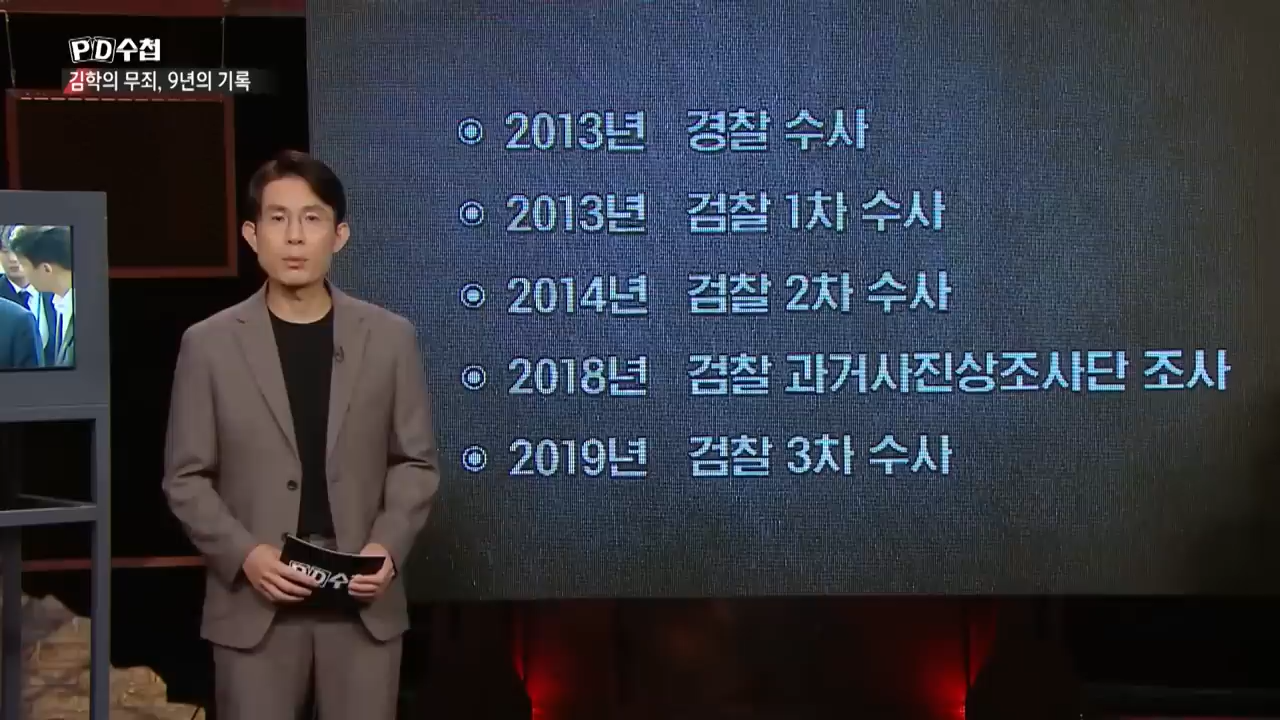 PD수첩
김학의 무죄, 9년의 기록
2013년 경찰 수사
2013년 검찰 1차 수사
2014년 검찰 2차 수사
2018년 검찰 과거사진상조사단 조사
2019년 검찰 3차 수사
PD수